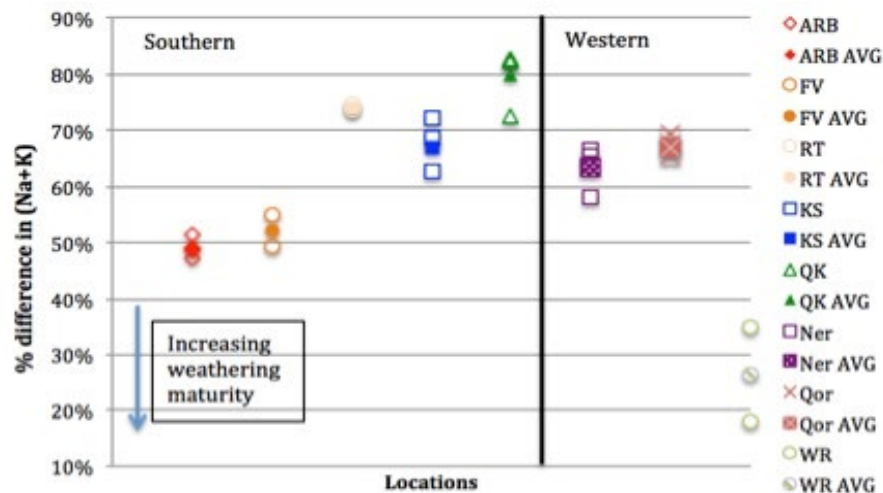 90%
80%
70%
60%
50%
40%
30%
20%
10%
% difference in (Na+K)
Southern
Western
Increasing
weathering
maturity
Locations
ARB
ARB AVG
FV
FV AVG
RT
RT AVG
KS
KS AVG
QK
QK AVG
Ner
Ner AVG
Qor
Qor AVG
WR
WR AVG